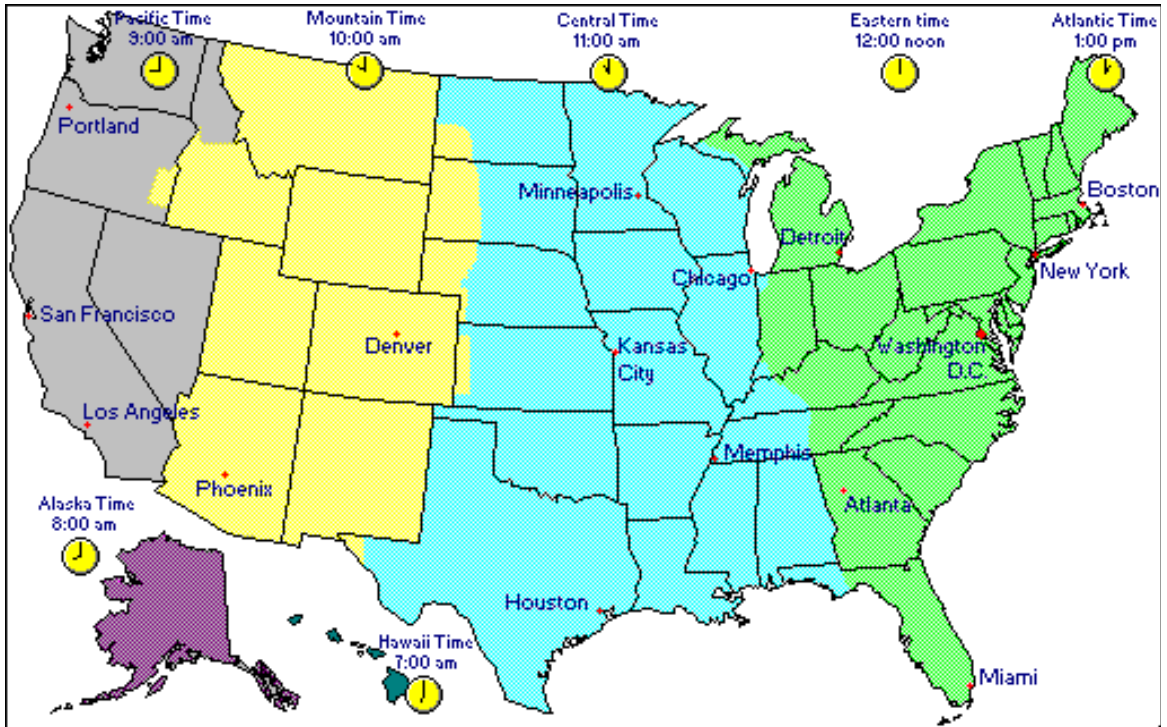 Pacific Time
9:00 am
Mountain Time
10:00 am
Central Time
11:00 am
Eastern time
12:00 noon
Atlantic Time
1:00 pm
Portland
Minneapolis
Boston
Detroit
Chicago
New York
San Francisco
Denver
Kansas
City
Washington
D.C.
Los Angeles
Memphis
Phoenix
Atlanta
Alaska Time
8:00 am
Houston
Hawaii Time
7:00 am
Miami